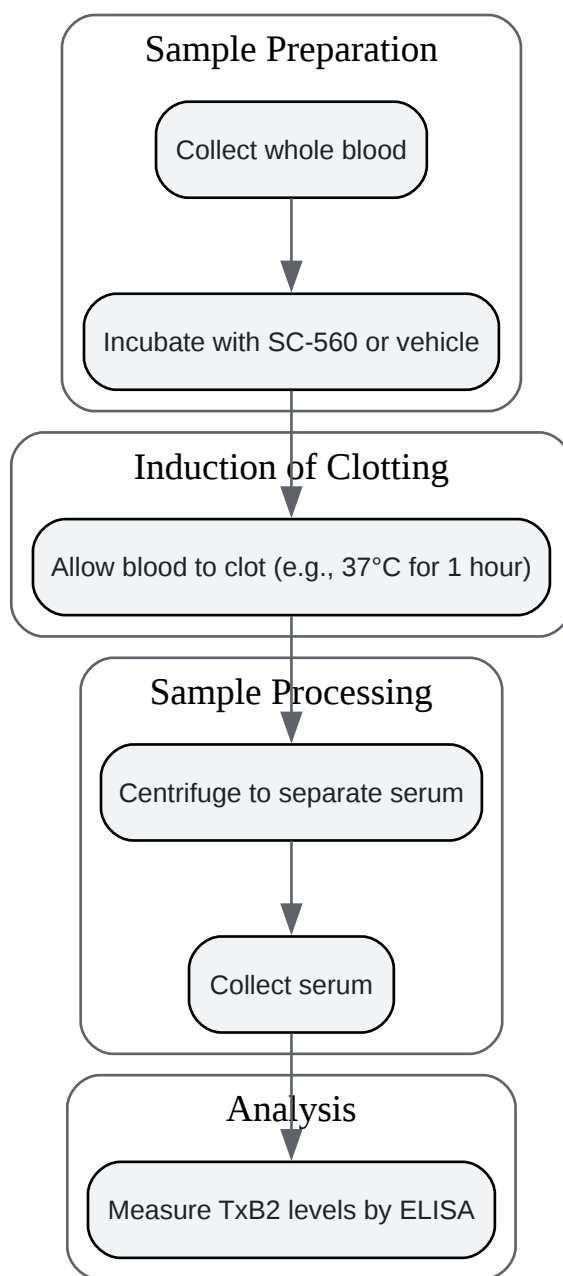 Sample Preparation
Collect whole blood
Incubate with SC-560 or vehicle
Induction of Clotting
Allow blood to clot (e.g., 37°C for 1 hour)
Sample Processing
Centrifuge to separate serum
Collect serum
Analysis
Measure TxB2 levels by ELISA